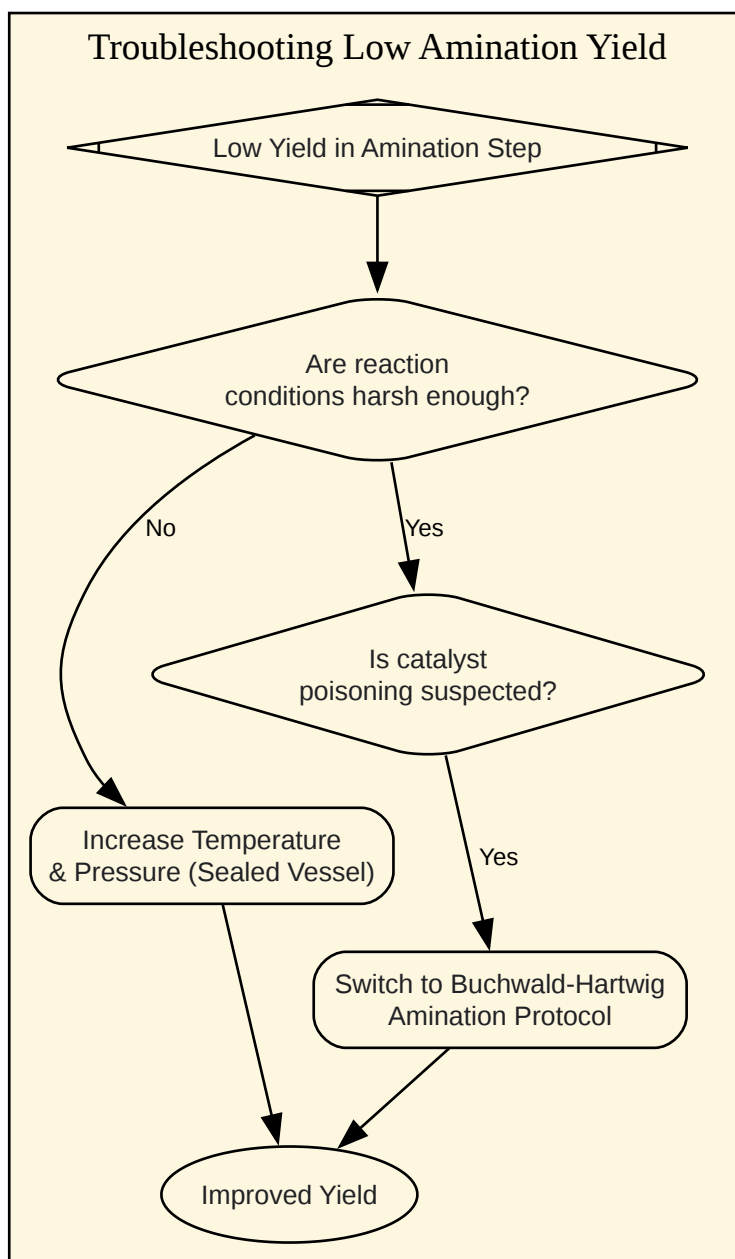 Troubleshooting Low Amination Yield
Low Yield in Amination Step
Are reaction
conditions harsh enough?
No
Yes
Is catalyst
poisoning suspected?
Increase Temperature
& Pressure (Sealed Vessel)
Yes
Switch to Buchwald-Hartwig
Amination Protocol
Improved Yield